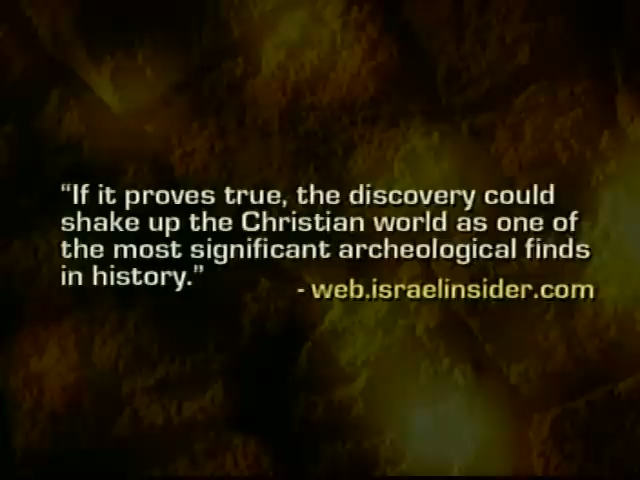 “If it proves true, the discovery could
shake up the Christian world as one of
the most significant archeological finds
in history.”
- web.israelinsider.com